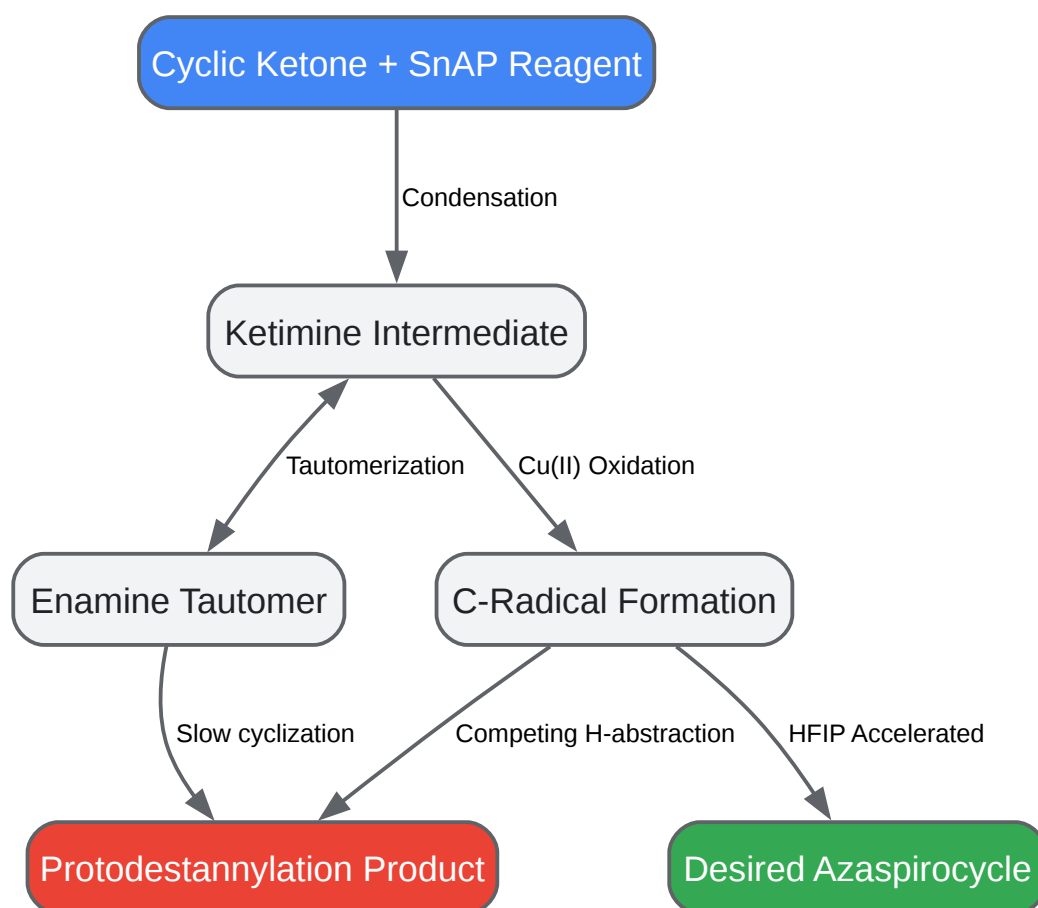 Cyclic Ketone + SnAP Reagent
Condensation
Ketimine Intermediate
Tautomerization
Cu(II) Oxidation
Enamine Tautomer
C-Radical Formation
Slow cyclization
Competing H-abstraction
HFIP Accelerated
Protodestannylation Product
Desired Azaspirocycle